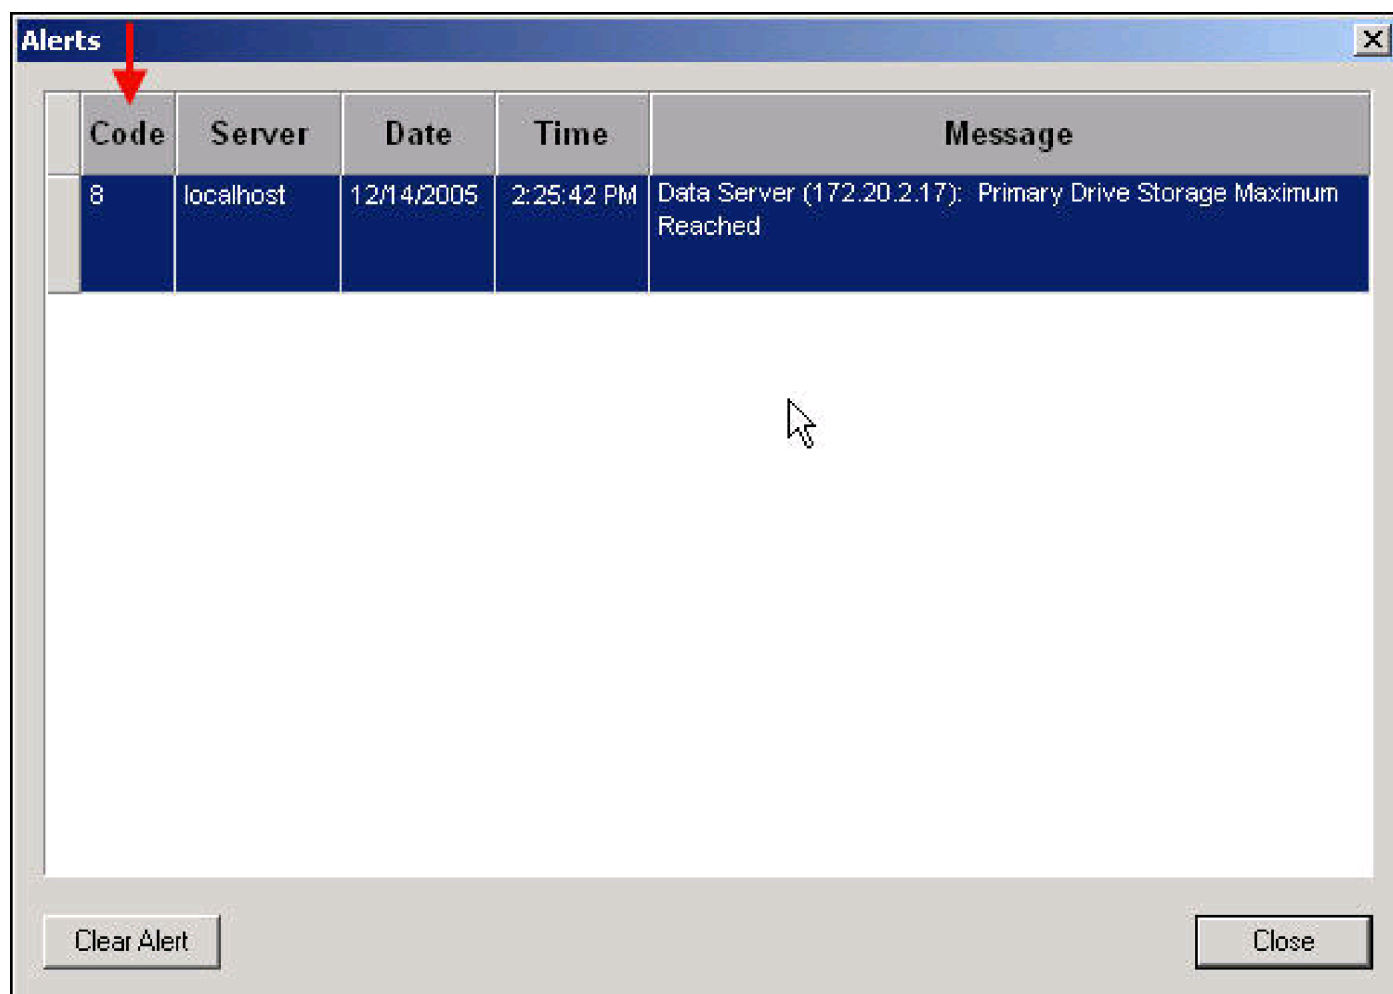 Alerts
Code Server Date Time Message
8 localhost 12/14/2005 2:25:42 PM Data Server (172.20.2.17): Primary Drive Storage Maximum
Reached
Clear Alert Close